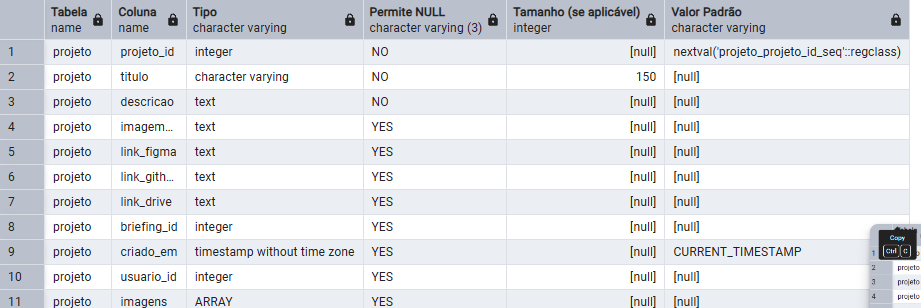 Tabela Coluna Tipo Permite NULL Tamanho (se aplicável) Valor Padrão
name name character varying character varying (3) integer character varying
1 projeto projeto_id integer NO [null] nextval('projeto_projeto_id_seq'::regclass)
2 projeto titulo character varying NO 150 [null]
3 projeto descricao text NO [null] [null]
4 projeto imagem... text YES [null] [null]
5 projeto link_figma text YES [null] [null]
6 projeto link_gith... text YES [null] [null]
7 projeto link_drive text YES [null] [null]
8 projeto briefing_id integer YES [null] [null]
9 projeto criado_em timestamp without time zone YES [null] CURRENT_TIMESTAMP
10 projeto usuario_id integer YES [null] [null]
11 projeto imagens ARRAY YES [null] [null]
Copy
Ctrl C
1
2 projeto
3 projeto
4 projeto